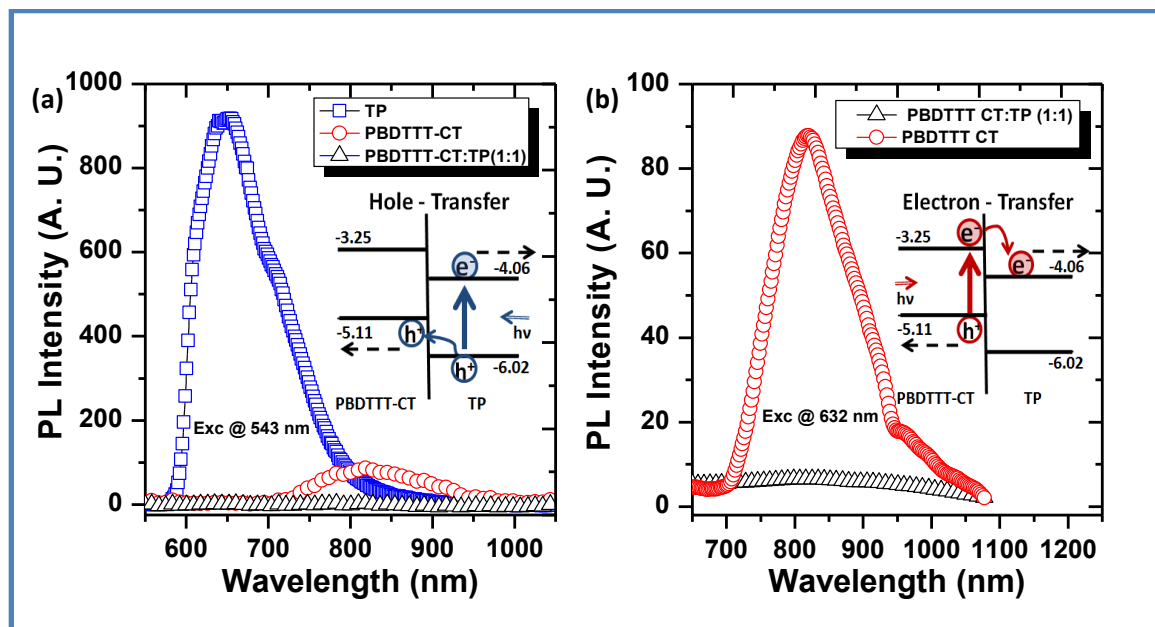 (a)
PL Intensity (A. U.)
1000
800
600
400
200
0
TP
PBDTTT-CT
PBDTTT-CT:TP(1:1)
Hole - Transfer
-3.25
e-
-4.06
hν
-5.11
h+
h+
-6.02
PBDTTT-CT TP
Exc @ 543 nm
600 700 800 900 1000
Wavelength (nm)
(b)
PL Intensity (A. U.)
100
80
60
40
20
0
PBDTTT CT:TP (1:1)
PBDTTT CT
Electron - Transfer
-3.25
e-
e-
-4.06
hν
-5.11
h+
-6.02
PBDTTT-CT TP
Exc @ 632 nm
700 800 900 1000 1100 1200
Wavelength (nm)